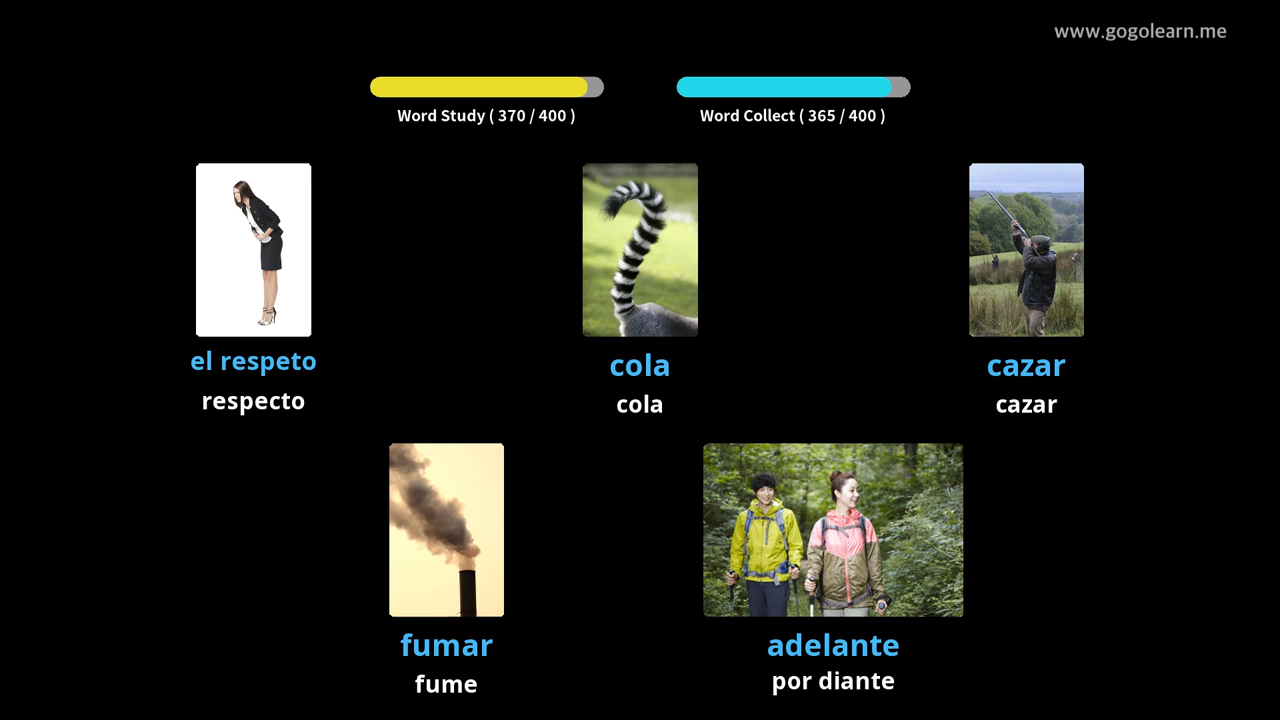 www.gogolearn.me
Word Study ( 370 / 400 )
Word Collect ( 365 / 400 )
el respeto
respecto
cola
cola
cazar
cazar
fumar
fume
adelante
por diante